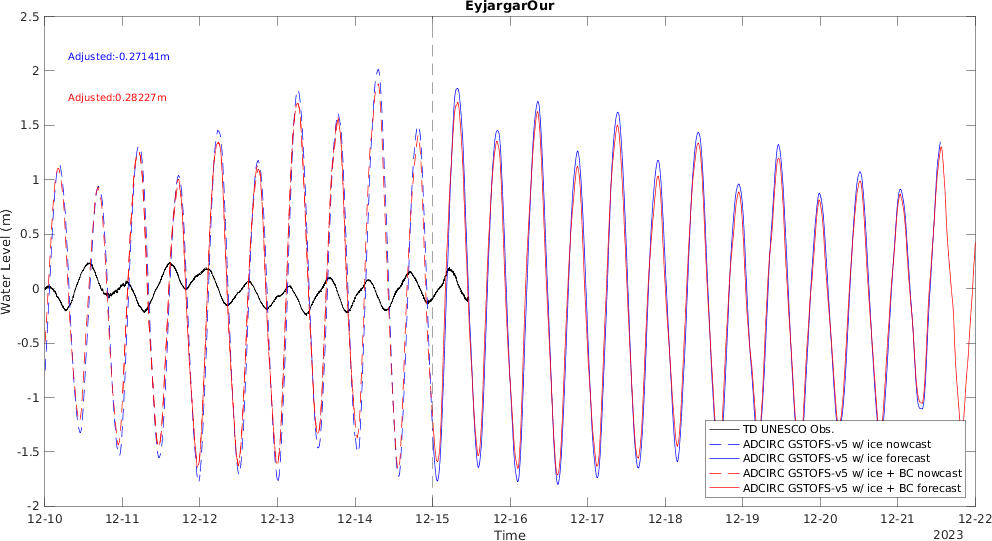 EyjargarOur
Adjusted:-0.27141m
Adjusted:0.28227m
Water Level (m)
2.5
2
1.5
1
0.5
0
-0.5
-1
-1.5
-2
TD UNESCO Obs.
ADCIRC GSTOFS-v5 w/ ice nowcast
ADCIRC GSTOFS-v5 w/ ice forecast
ADCIRC GSTOFS-v5 w/ ice + BC nowcast
ADCIRC GSTOFS-v5 w/ ice + BC forecast
12-10 12-11 12-12 12-13 12-14 12-15 12-16 12-17 12-18 12-19 12-20 12-21 12-22
Time
2023